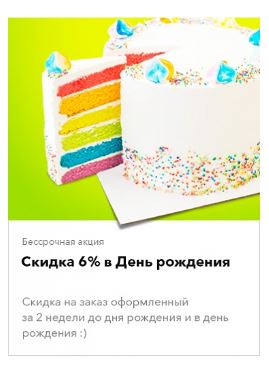 Бессрочная акция
Скидка 6% в День рождения
Скидка на заказ оформленный
за 2 недели до дня рождения и в день
рождения :)